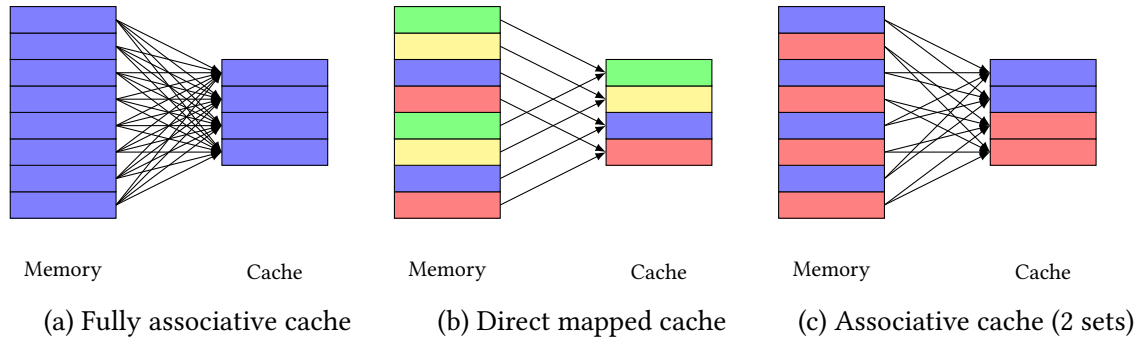 Memory
Cache
(a) Fully associative cache
Memory
Cache
(b) Direct mapped cache
Memory
Cache
(c) Associative cache (2 sets)